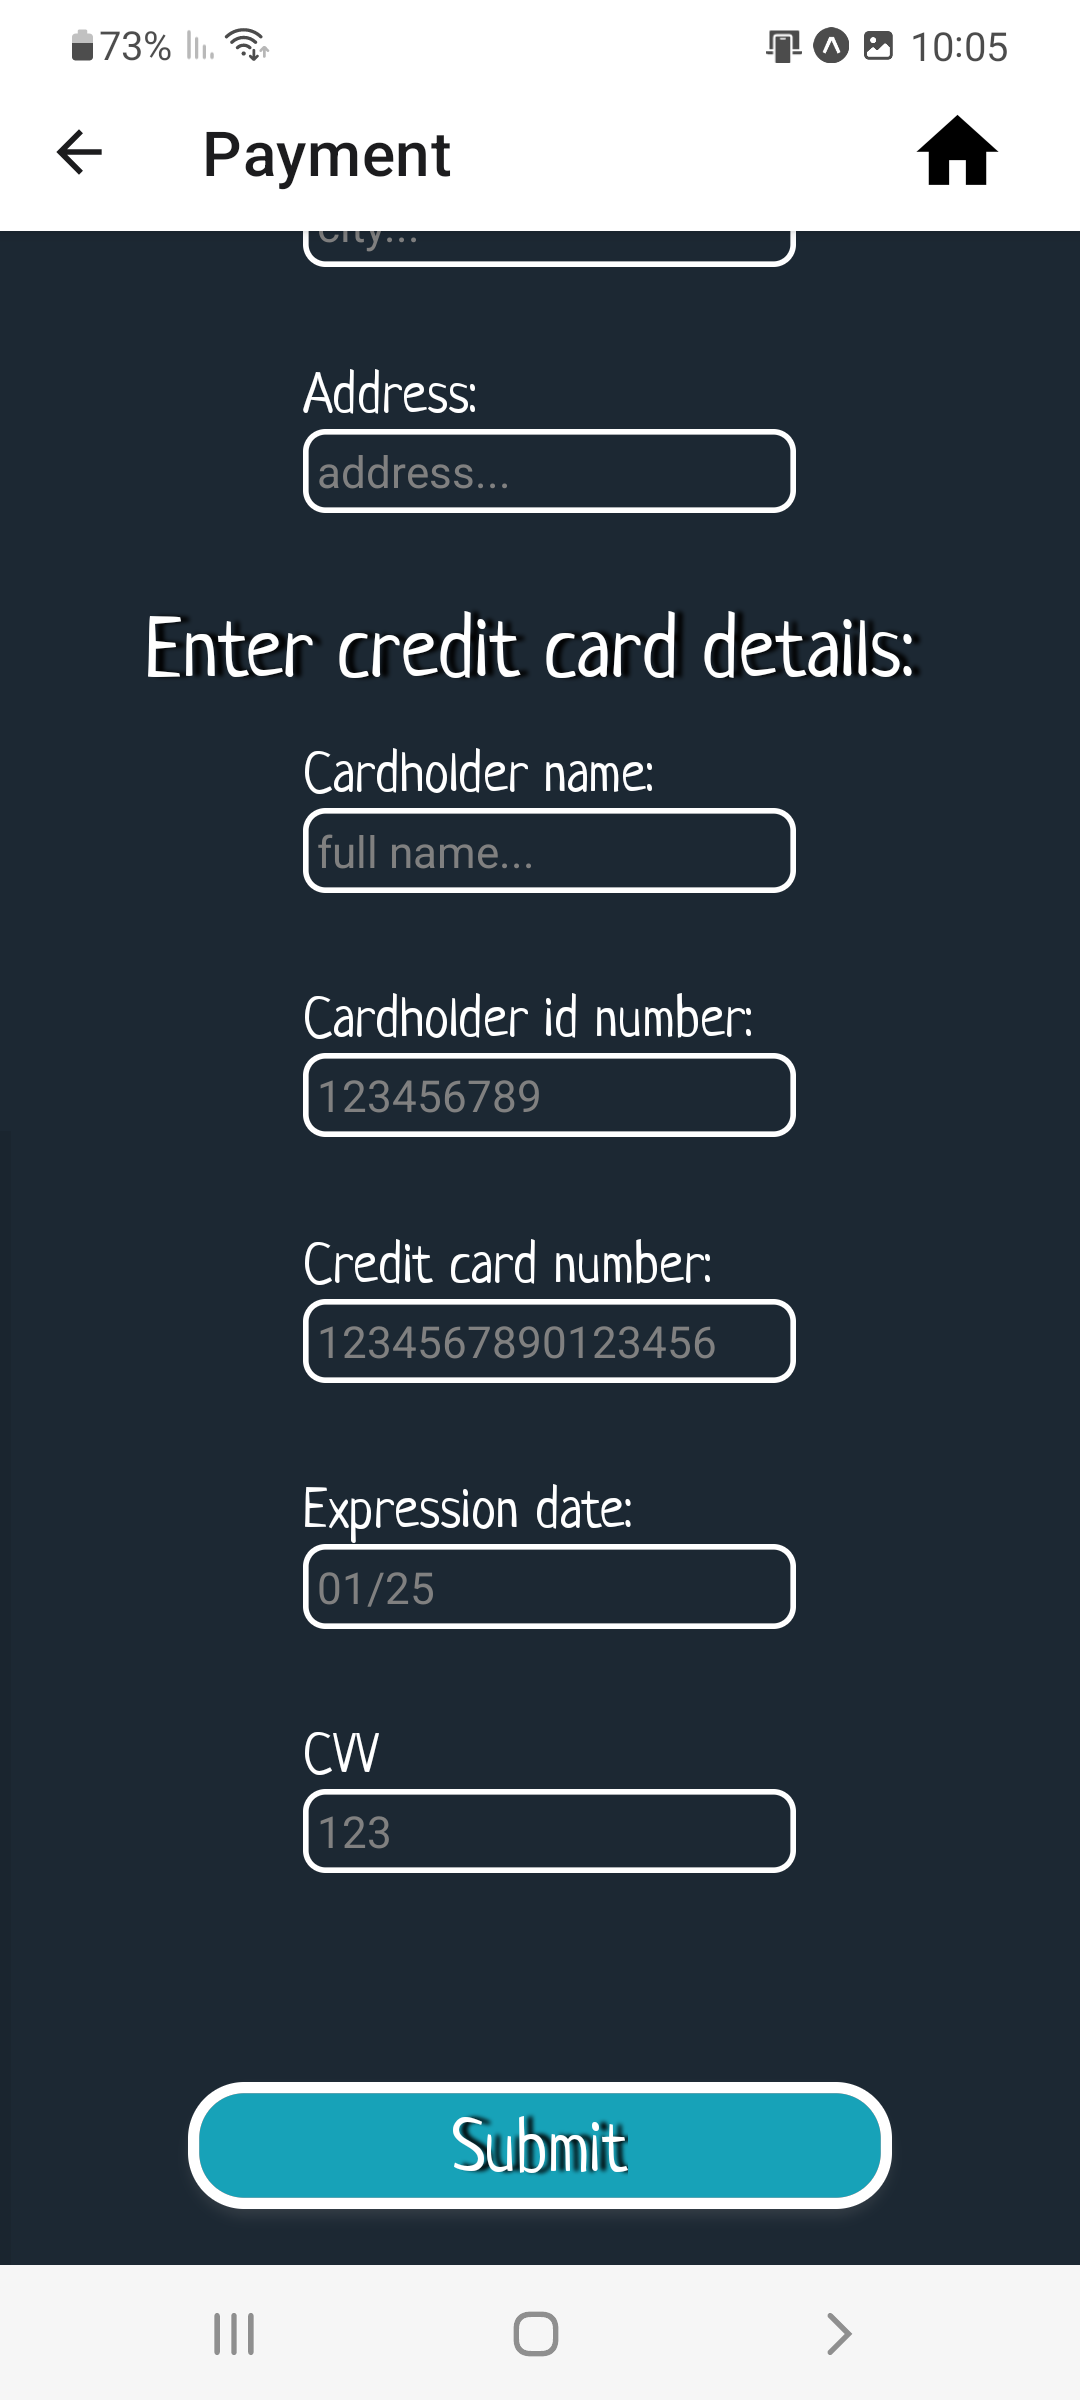 73% 10:05
Payment
city...
Address:
address...
Enter credit card details:
Cardholder name:
full name...
Cardholder id number:
123456789
Credit card number:
1234567890123456
Expression date:
01/25
CVV
123
Submit